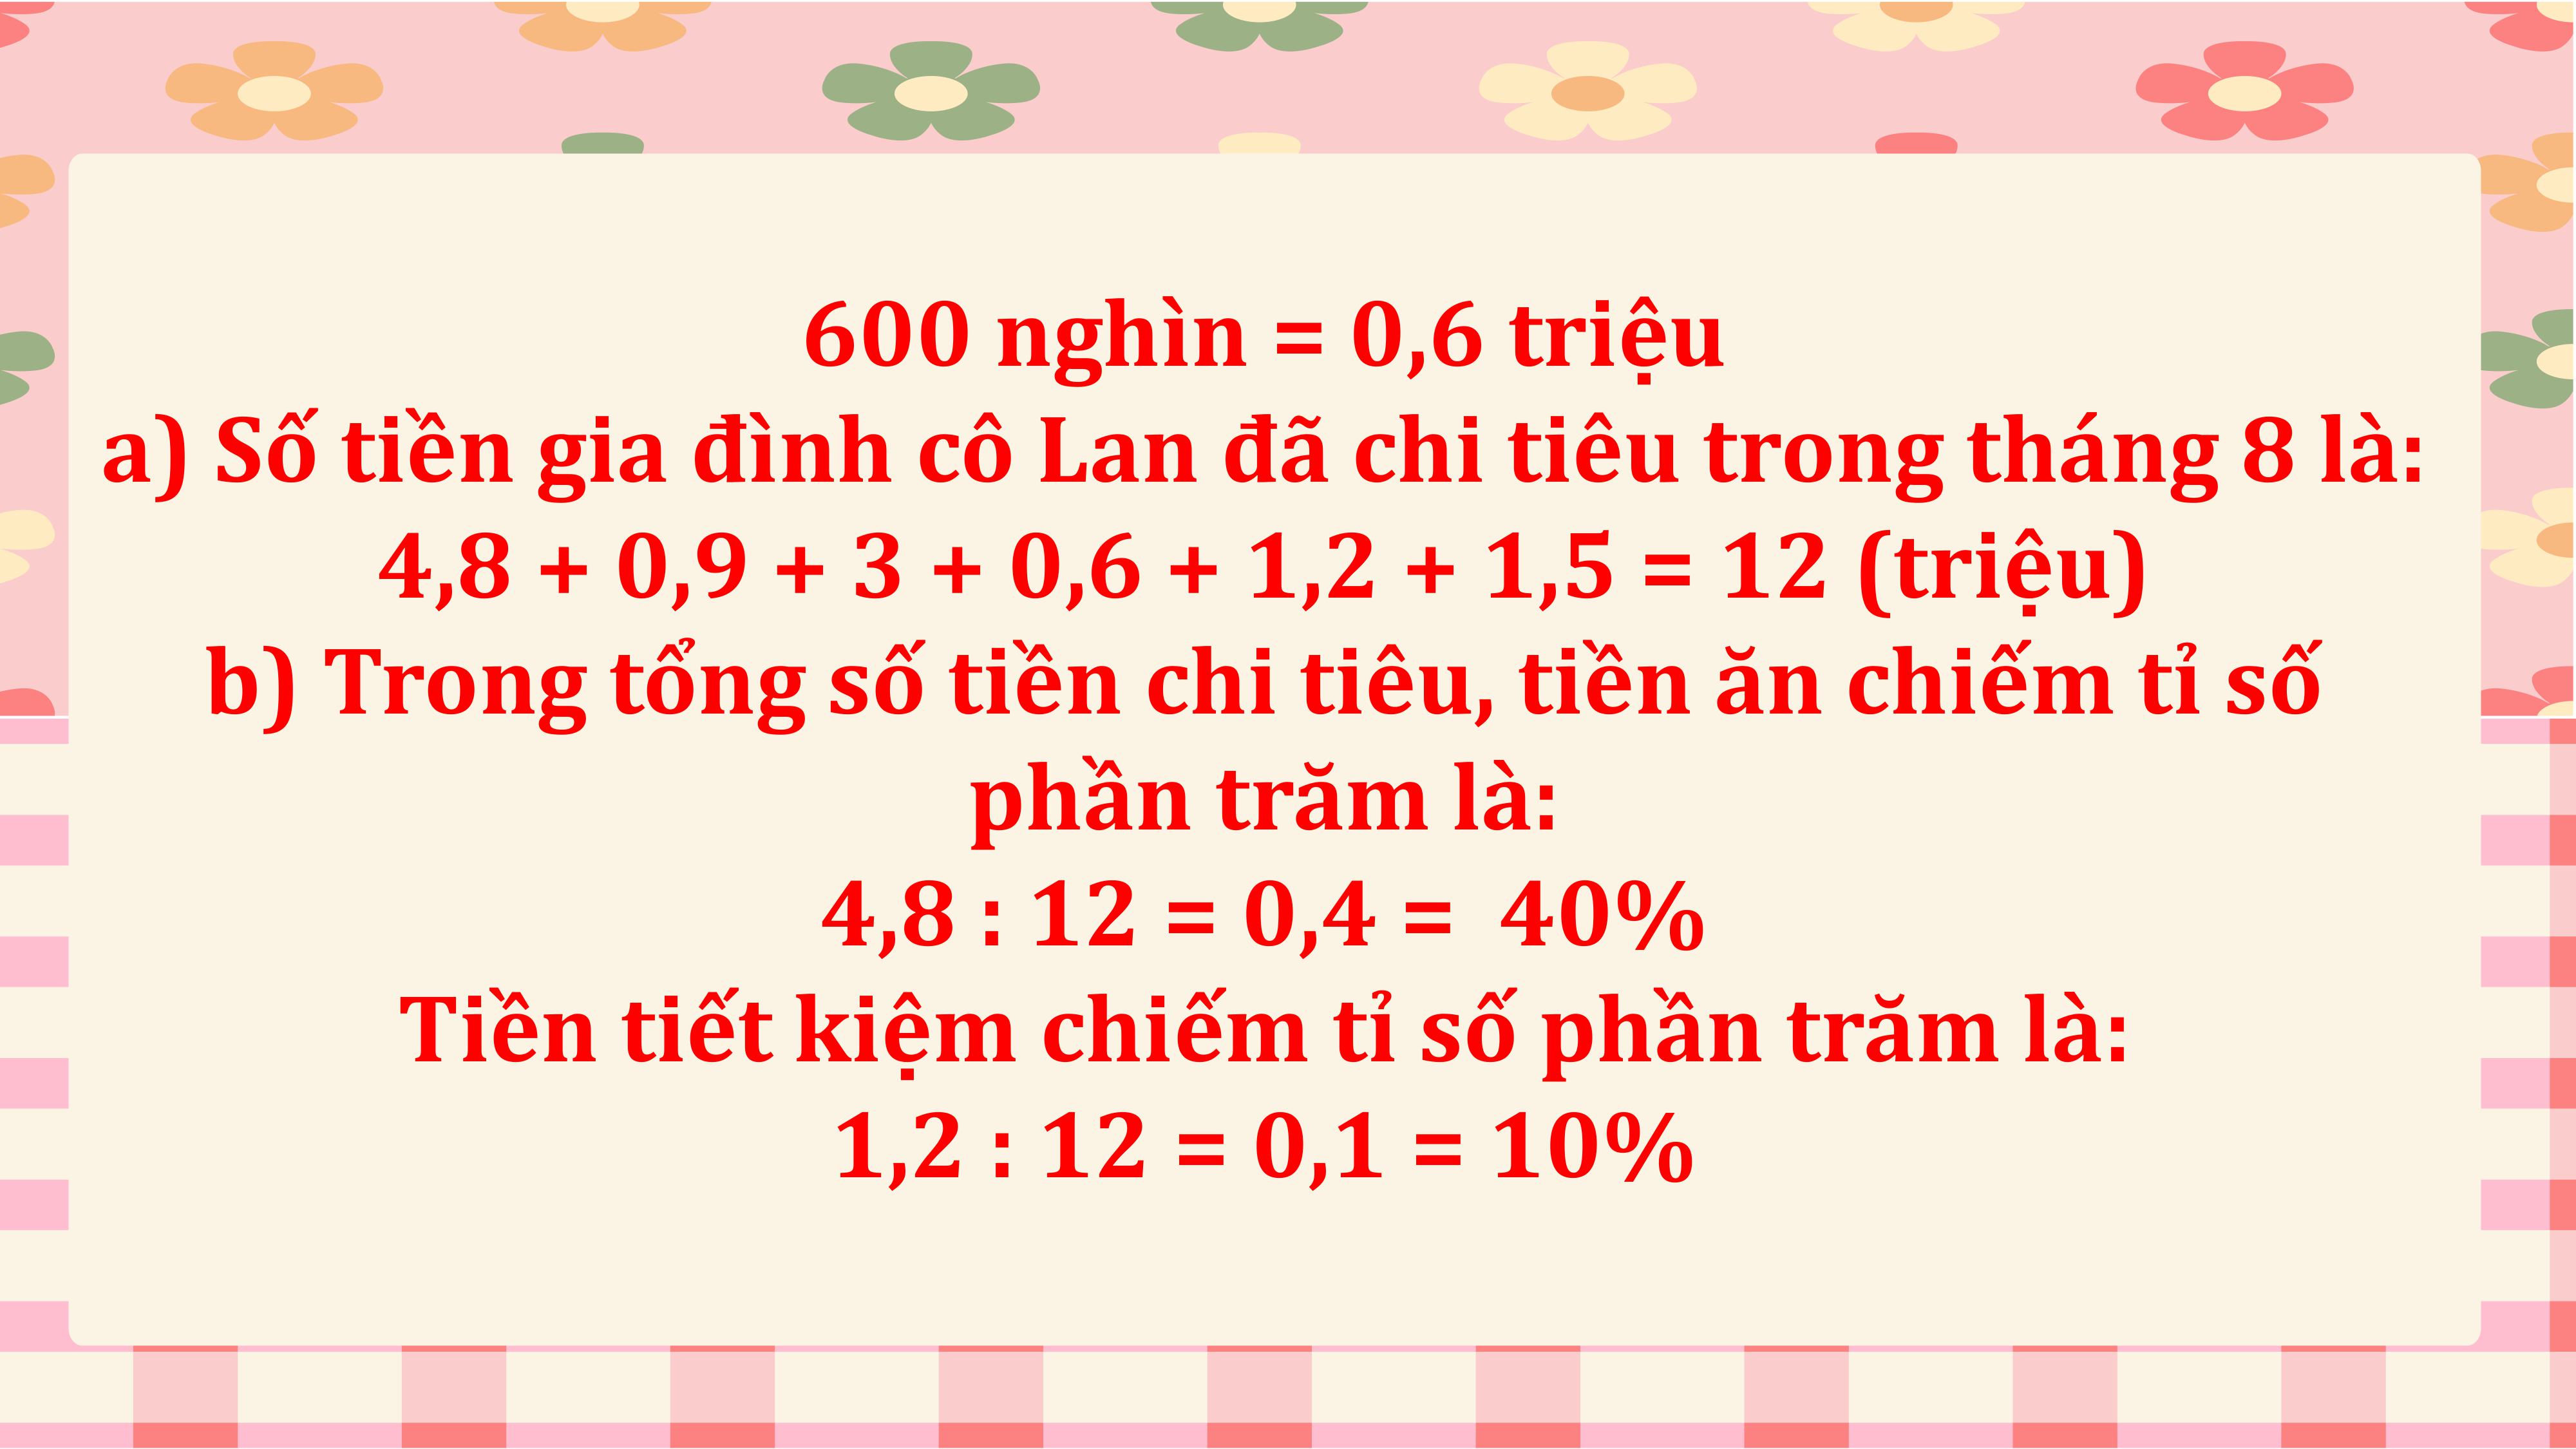 600 nghìn = 0,6 triệu
a) Số tiền gia đình cô Lan đã chi tiêu trong tháng 8 là:
4,8 + 0,9 + 3 + 0,6 + 1,2 + 1,5 = 12 (triệu)
b) Trong tổng số tiền chi tiêu, tiền ăn chiếm tỉ số
phần trăm là:
4,8 : 12 = 0,4 = 40%
Tiền tiết kiệm chiếm tỉ số phần trăm là:
1,2 : 12 = 0,1 = 10%